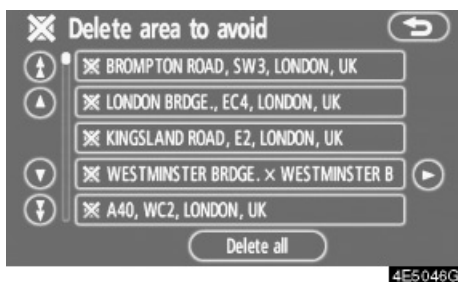 Delete area to avoid
BROMPTON ROAD, SW3, LONDON, UK
LONDON BRDGE., EC4, LONDON, UK
KINGSLAND ROAD, E2, LONDON, UK
WESTMINSTER BRDGE. × WESTMINSTER B
A40, WC2, LONDON, UK
Delete all
4E5046G